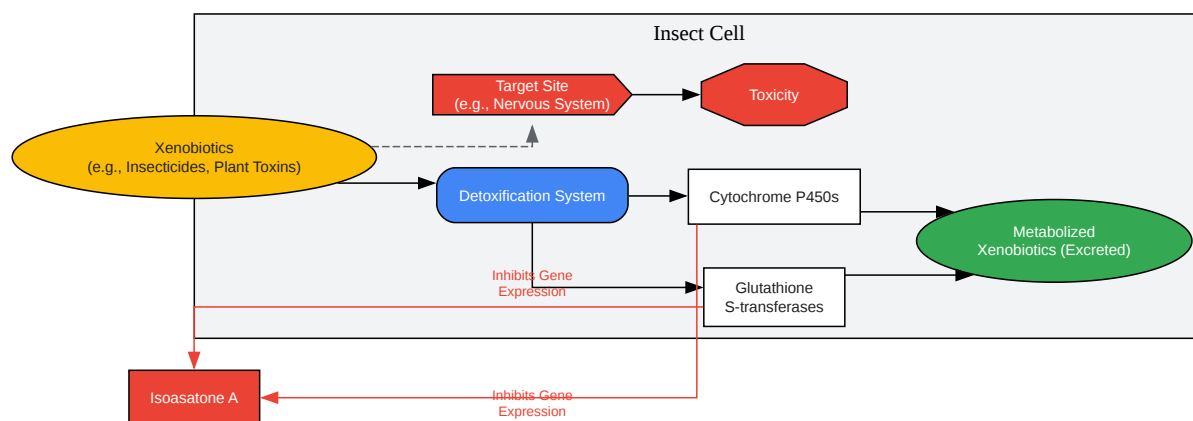 Insect Cell
Target Site
(e.g., Nervous System)
Toxicity
Xenobiotics
(e.g., Insecticides, Plant Toxins)
Detoxification System
Cytochrome P450s
Metabolized
Xenobiotics (Excreted)
Inhibits Gene
Expression
Glutathione
S-transferases
Isoasatone A
Inhibits Gene
Expression